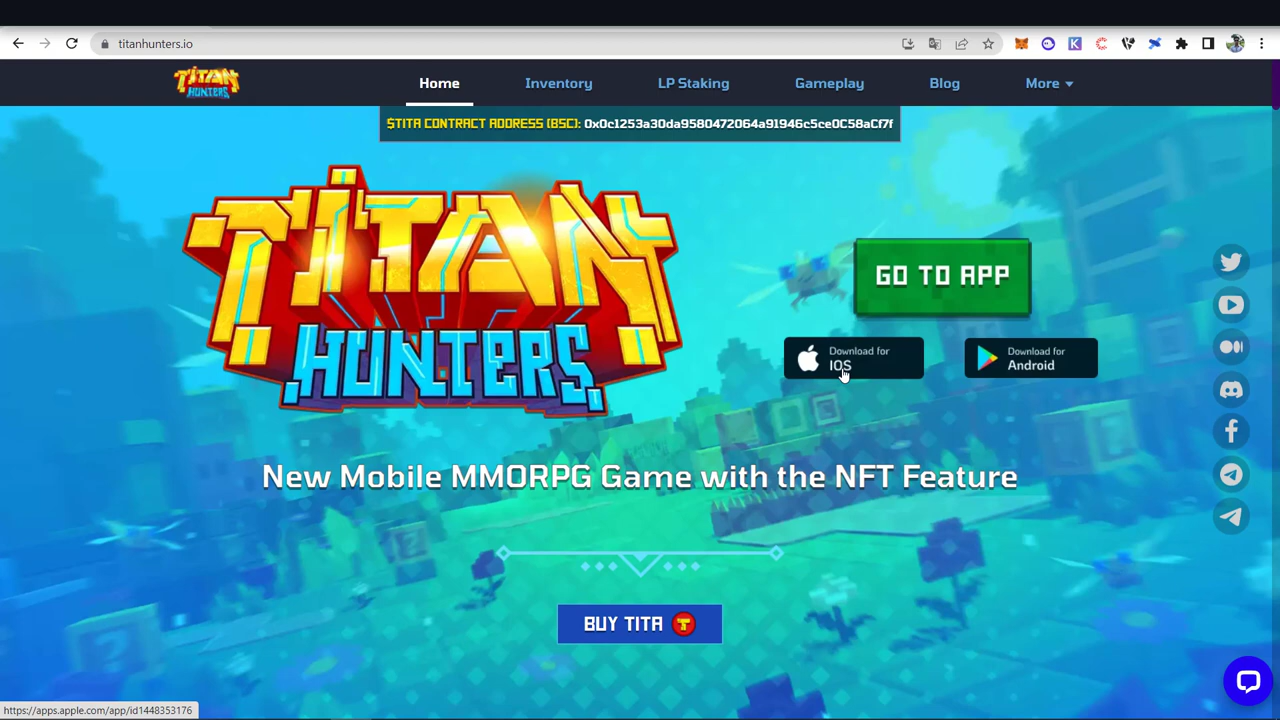 titanhunters.io
TITAN
HUNTERS
Home
Inventory
LP Staking
Gameplay
Blog
More
$TITA CONTRACT ADDRESS (BSC): 0x0c1253a30da9580472064a91946c5ce0C58aCf7f
TITAN
HUNTERS
GO TO APP
Download for
IOS
Download for
Android
New Mobile MMORPG Game with the NFT Feature
BUY TITA
https://apps.apple.com/app/id1448353176